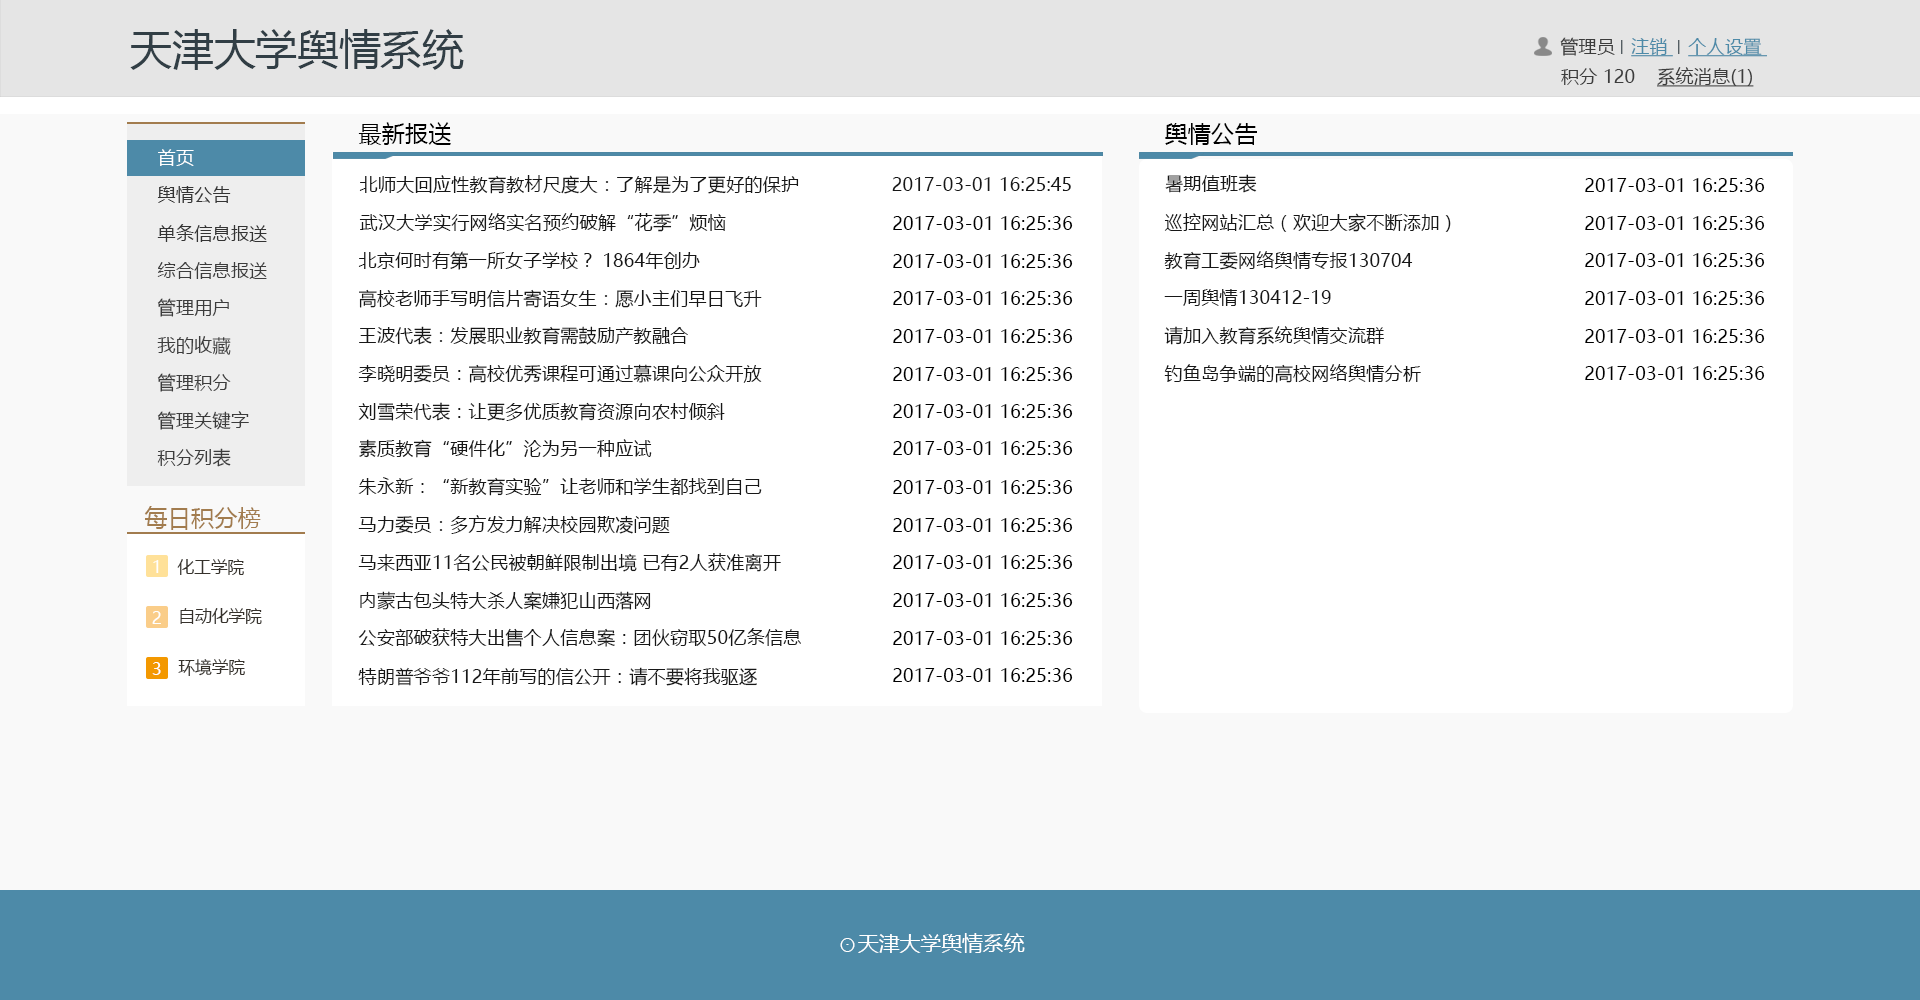 天津大学舆情系统
管理员 | 注销 | 个人设置
积分 120 系统消息(1)
首页
舆情公告
单条信息报送
综合信息报送
管理用户
我的收藏
管理积分
管理关键字
积分列表
每日积分榜
1 化工学院
2 自动化学院
3 环境学院
最新报送
北师大回应性教育教材尺度大：了解是为了更好的保护 2017-03-01 16:25:45
武汉大学实行网络实名预约破解“花季”烦恼 2017-03-01 16:25:36
北京何时有第一所女子学校？ 1864年创办 2017-03-01 16:25:36
高校老师手写明信片寄语女生：愿小主们早日飞升 2017-03-01 16:25:36
王波代表：发展职业教育需鼓励产教融合 2017-03-01 16:25:36
李晓明委员：高校优秀课程可通过慕课向公众开放 2017-03-01 16:25:36
刘雪荣代表：让更多优质教育资源向农村倾斜 2017-03-01 16:25:36
素质教育“硬件化”沦为另一种应试 2017-03-01 16:25:36
朱永新：“新教育实验”让老师和学生都找到自己 2017-03-01 16:25:36
马力委员：多方发力解决校园欺凌问题 2017-03-01 16:25:36
马来西亚11名公民被朝鲜限制出境 已有2人获准离开 2017-03-01 16:25:36
内蒙古包头特大杀人案嫌犯山西落网 2017-03-01 16:25:36
公安部破获特大出售个人信息案：团伙窃取50亿条信息 2017-03-01 16:25:36
特朗普爷爷112年前写的信公开：请不要将我驱逐 2017-03-01 16:25:36
舆情公告
暑期值班表 2017-03-01 16:25:36
巡控网站汇总（欢迎大家不断添加） 2017-03-01 16:25:36
教育工委网络舆情专报130704 2017-03-01 16:25:36
一周舆情130412-19 2017-03-01 16:25:36
请加入教育系统舆情交流群 2017-03-01 16:25:36
钓鱼岛争端的高校网络舆情分析 2017-03-01 16:25:36
⊙天津大学舆情系统